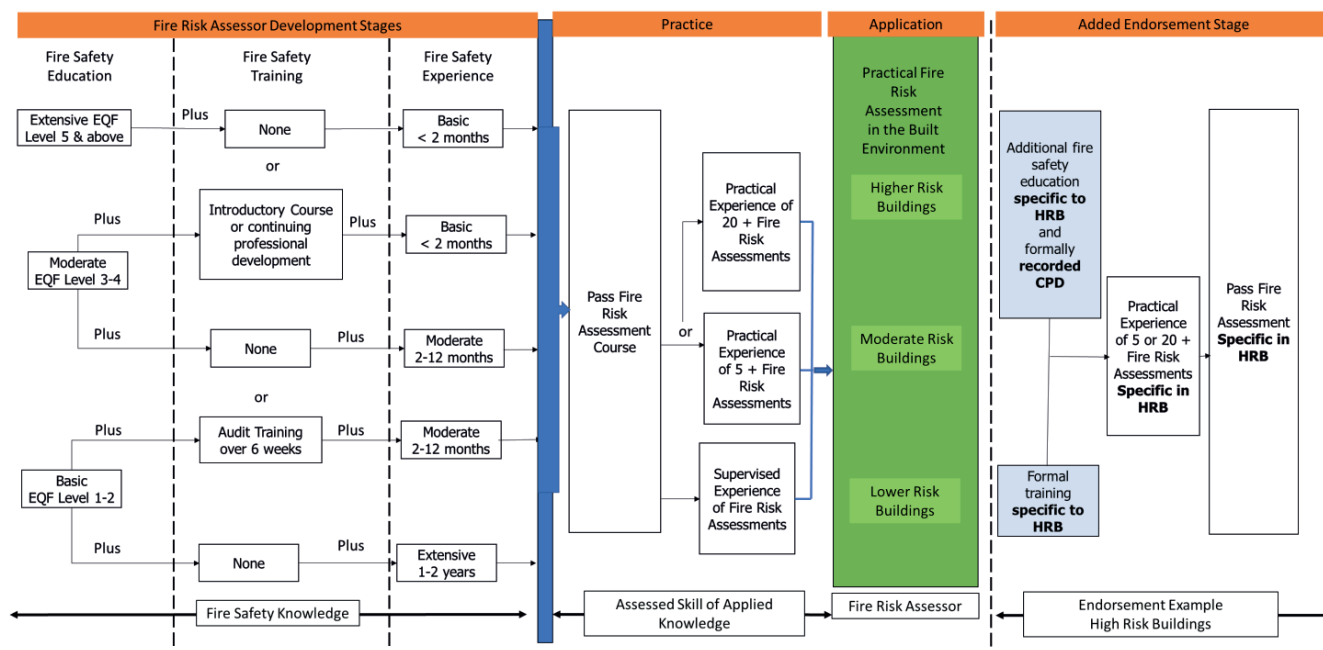 Fire Risk Assessor Development Stages
Practice
Application
Added Endorsement Stage
Fire Safety
Education
Fire Safety
Training
Fire Safety
Experience
Extensive EQF
Level 5 & above
Plus
None
Basic
< 2 months
or
Plus
Introductory Course
or continuing
professional
development
Plus
Basic
< 2 months
Moderate
EQF Level 3-4
Plus
None
Plus
Moderate
2-12 months
or
Plus
Audit Training
over 6 weeks
Plus
Moderate
2-12 months
Basic
EQF Level 1-2
Plus
None
Plus
Extensive
1-2 years
Fire Safety Knowledge
Pass Fire
Risk
Assessment
Course
or
Practical
Experience of
20 + Fire
Risk
Assessments
Practical
Experience
of 5 + Fire
Risk
Assessments
Supervised
Experience
of Fire Risk
Assessments
Assessed Skill of Applied
Knowledge
Practical Fire
Risk
Assessment
in the Built
Environment
Higher Risk
Buildings
Moderate Risk
Buildings
Lower Risk
Buildings
Fire Risk Assessor
Additional fire
safety
education
specific to
HRB
and
formally
recorded
CPD
Formal
training
specific to
HRB
Practical
Experience
of 5 or 20 +
Fire Risk
Assessments
Specific in
HRB
Pass Fire
Risk
Assessment
Specific in
HRB
Endorsement Example
High Risk Buildings